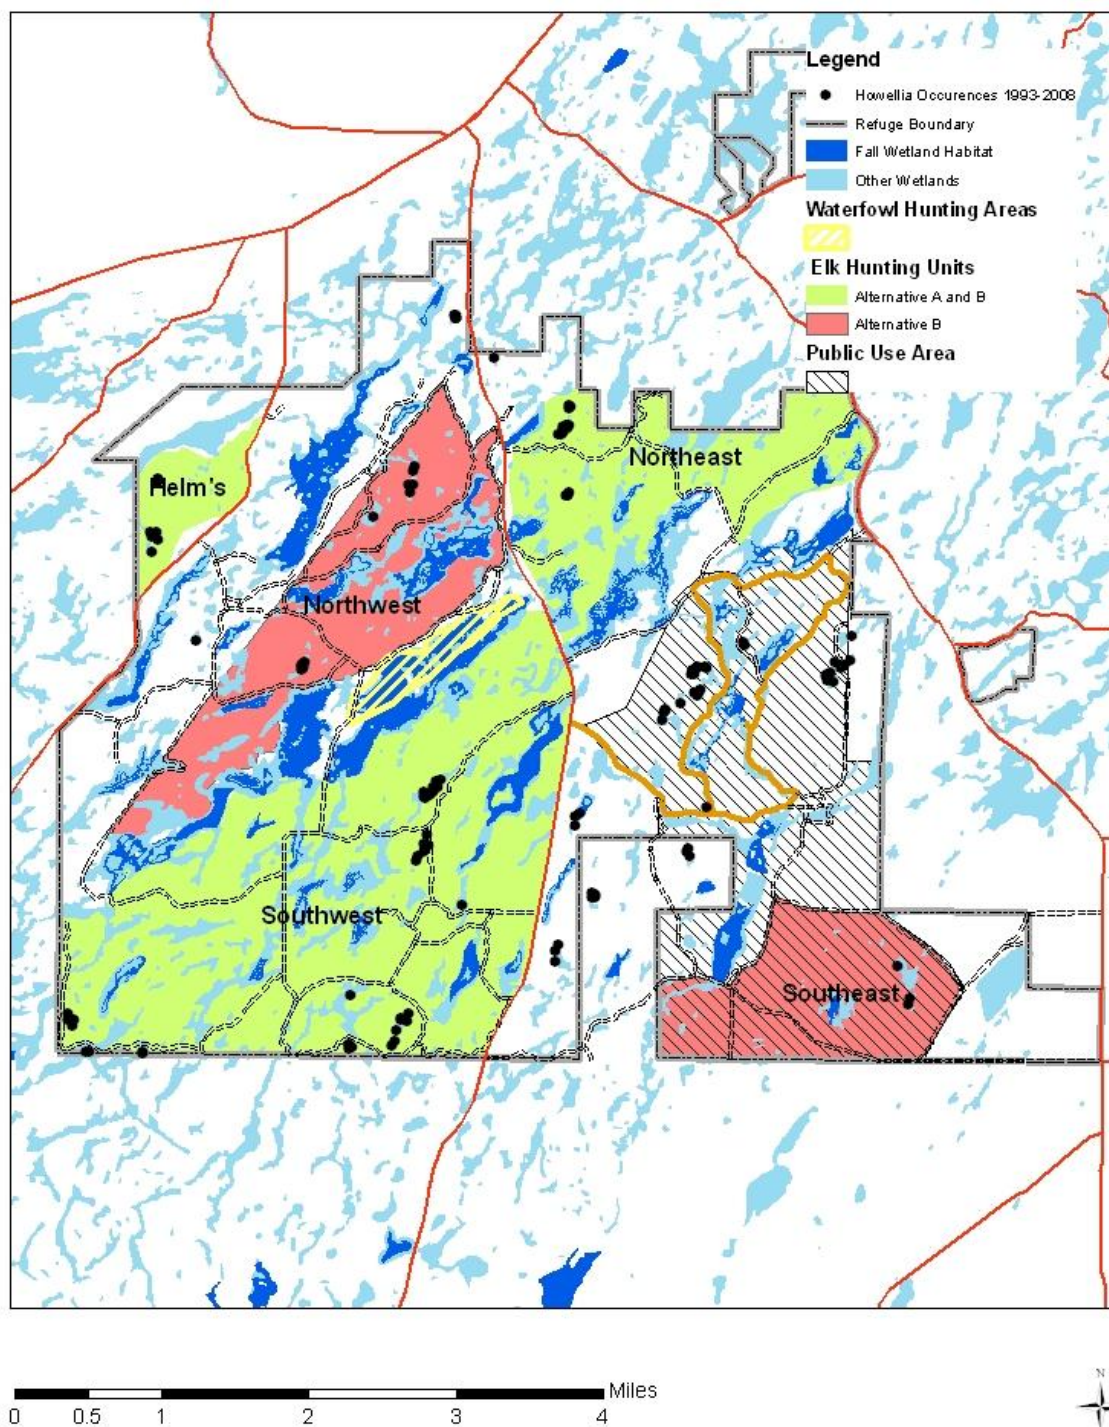 Legend
Howellia Occurences 1993-2008
Refuge Boundary
Fall Wetland Habitat
Other Wetlands
Waterfowl Hunting Areas
Elk Hunting Units
Alternative A and B
Alternative B
Public Use Area
Northeast
Helm's
Northwest
Southwest
Southeast
Miles
0 0.5 1 2 3 4
N